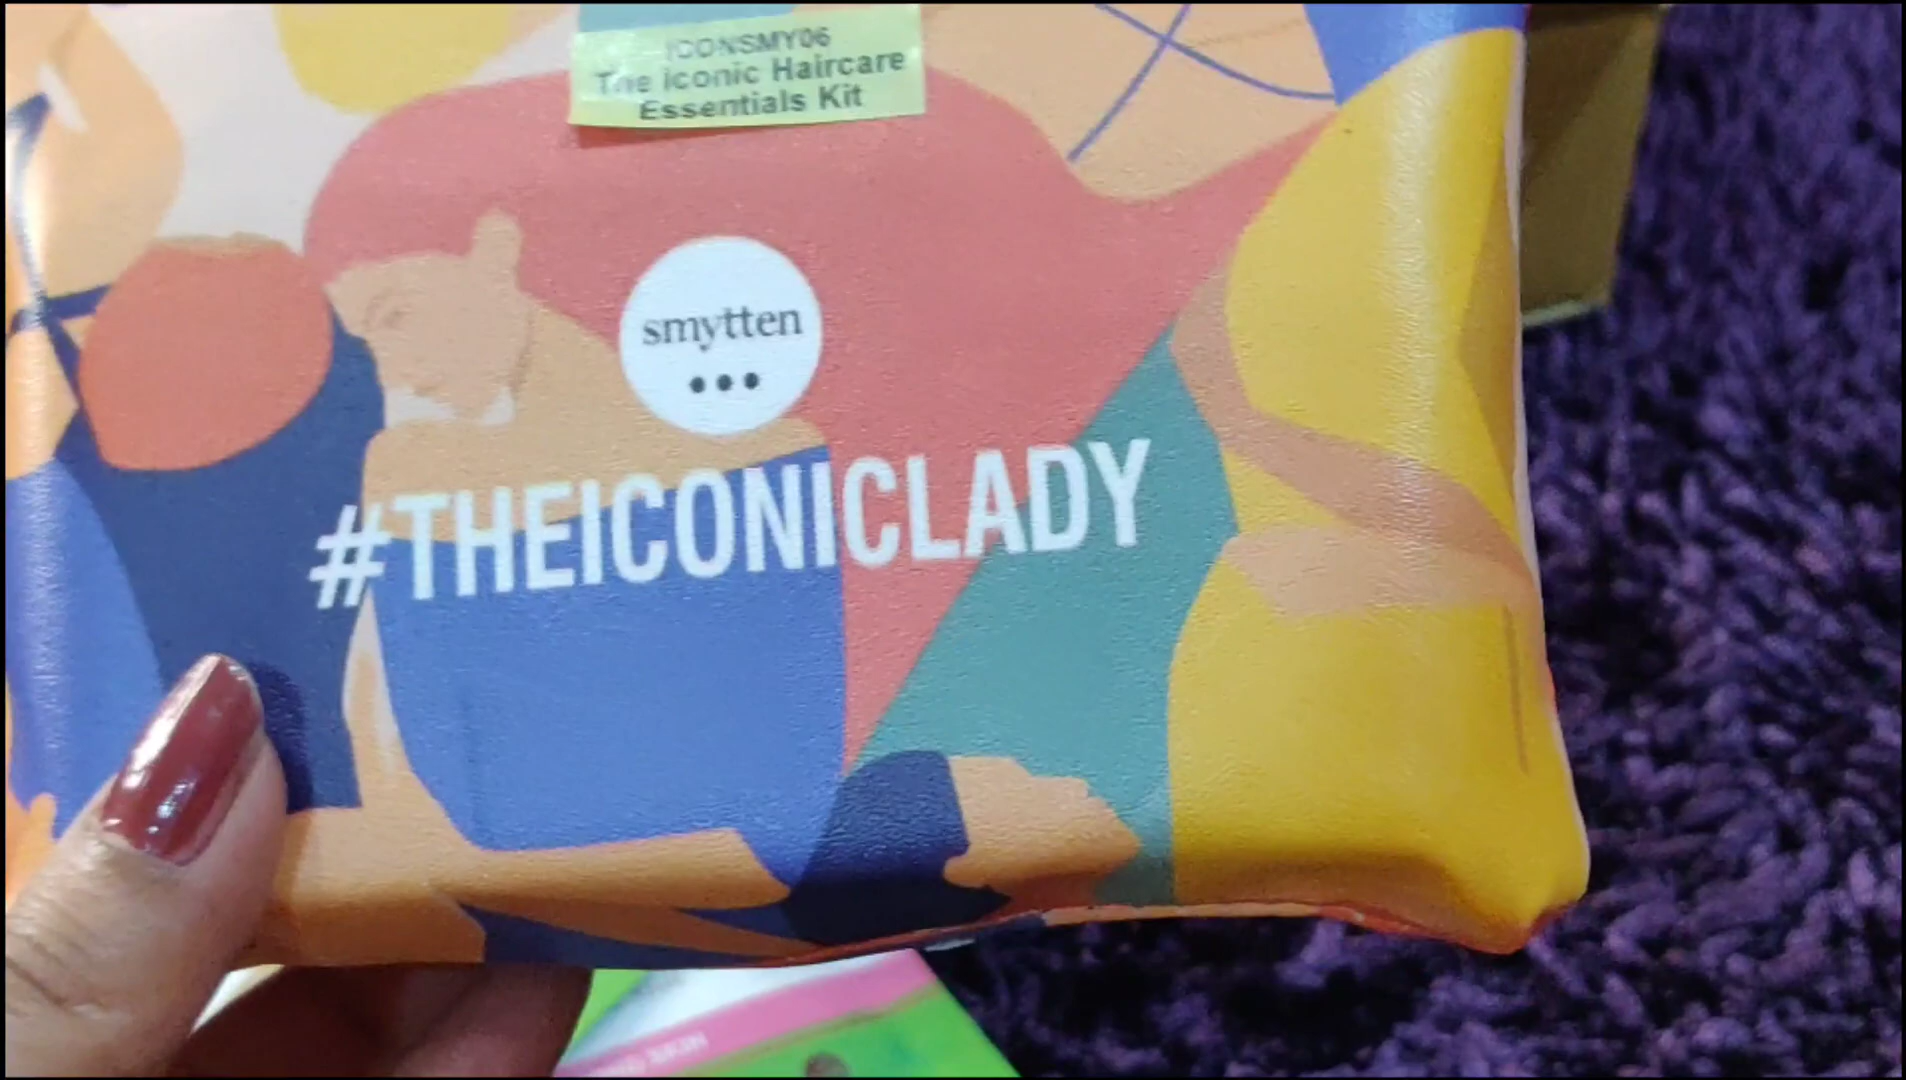 ICONSMY06
The Iconic Haircare
Essentials Kit
smytten
#THEICONICLADY